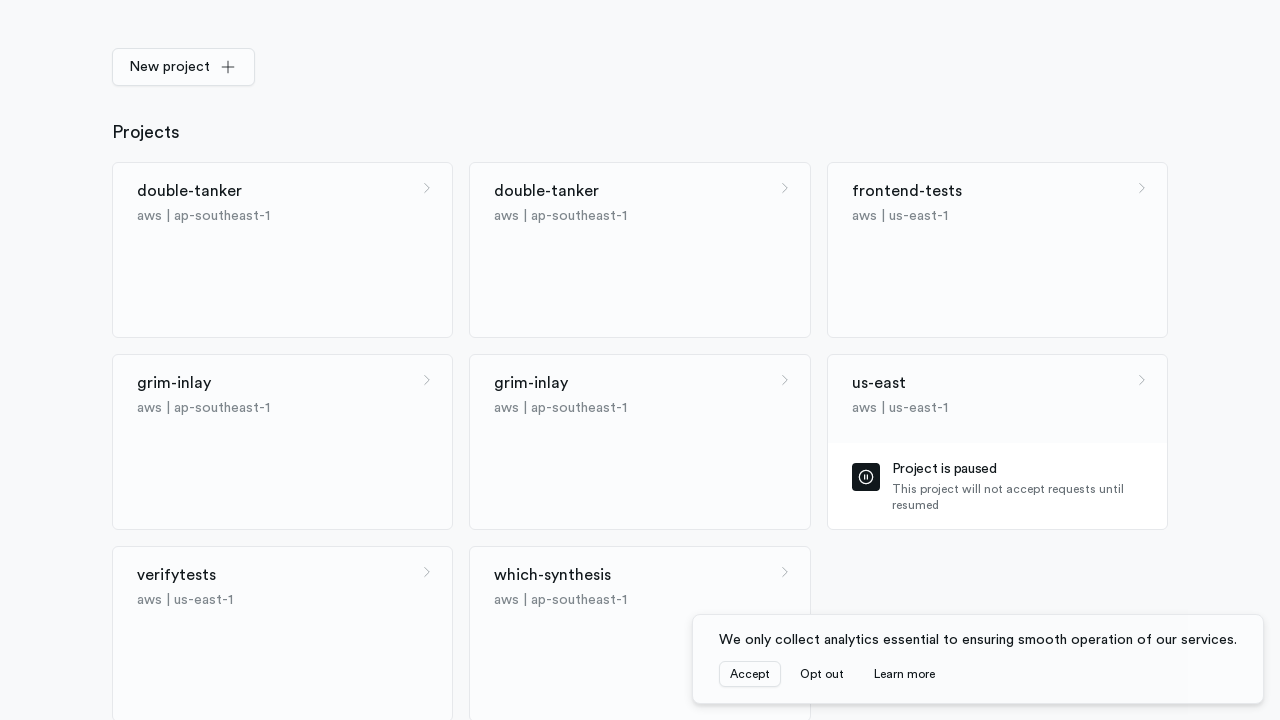 New project
Projects
double-tanker
aws | ap-southeast-1
double-tanker
aws | ap-southeast-1
frontend-tests
aws | us-east-1
grim-inlay
aws | ap-southeast-1
grim-inlay
aws | ap-southeast-1
us-east
aws | us-east-1
Project is paused
This project will not accept requests until
resumed
verifytests
aws | us-east-1
which-synthesis
aws | ap-southeast-1
We only collect analytics essential to ensuring smooth operation of our services.
Accept
Opt out
Learn more